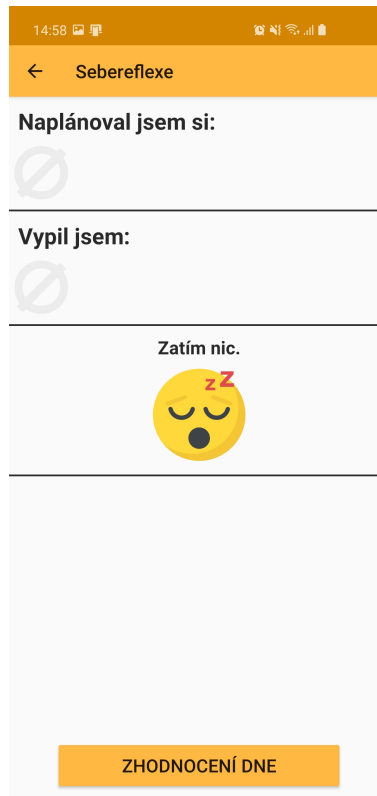 14:58
Sebereflexe
Naplánoval jsem si:
Vypil jsem:
Zatím nic.
z Z
ZHODNOCENÍ DNE